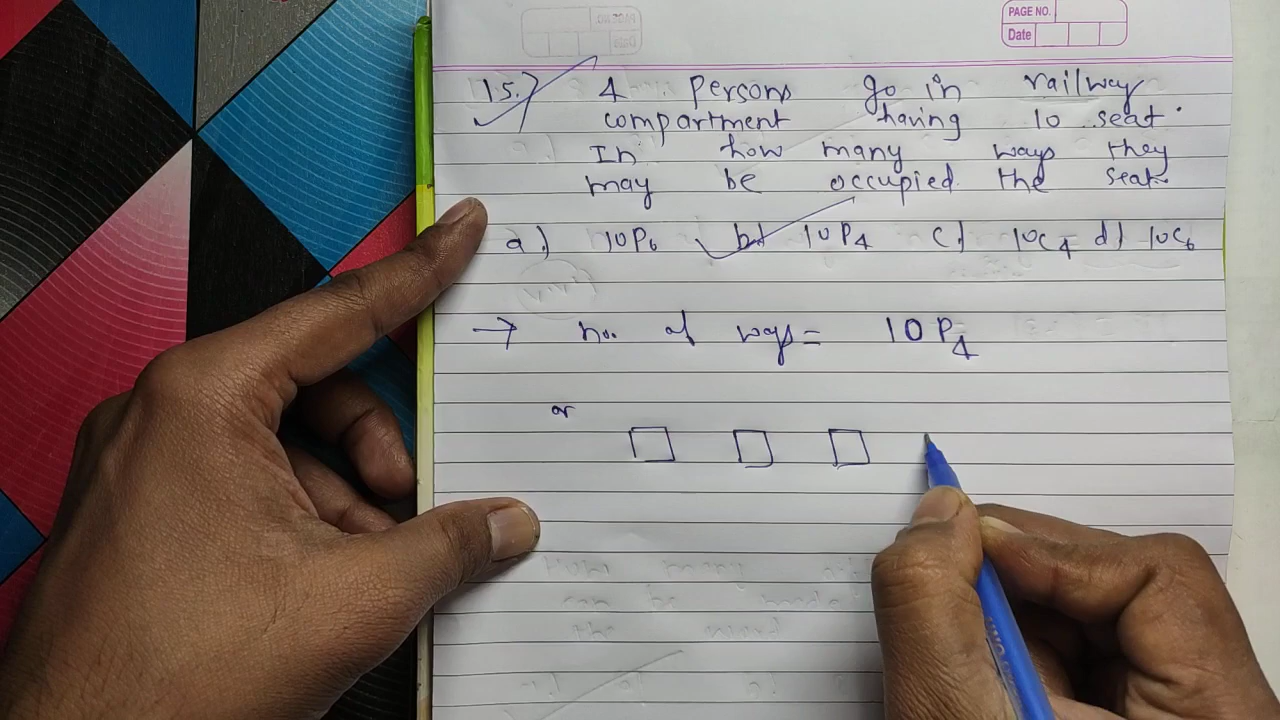 PAGE NO.
Date
15.) 4 persons go in railway
compartment having 10 seat.
In how many ways they
may be occupied the seat.
a.) 10P6 b.) 10P4 c.) 10C4 d) 10C6
→ no. of ways = 10P4
or